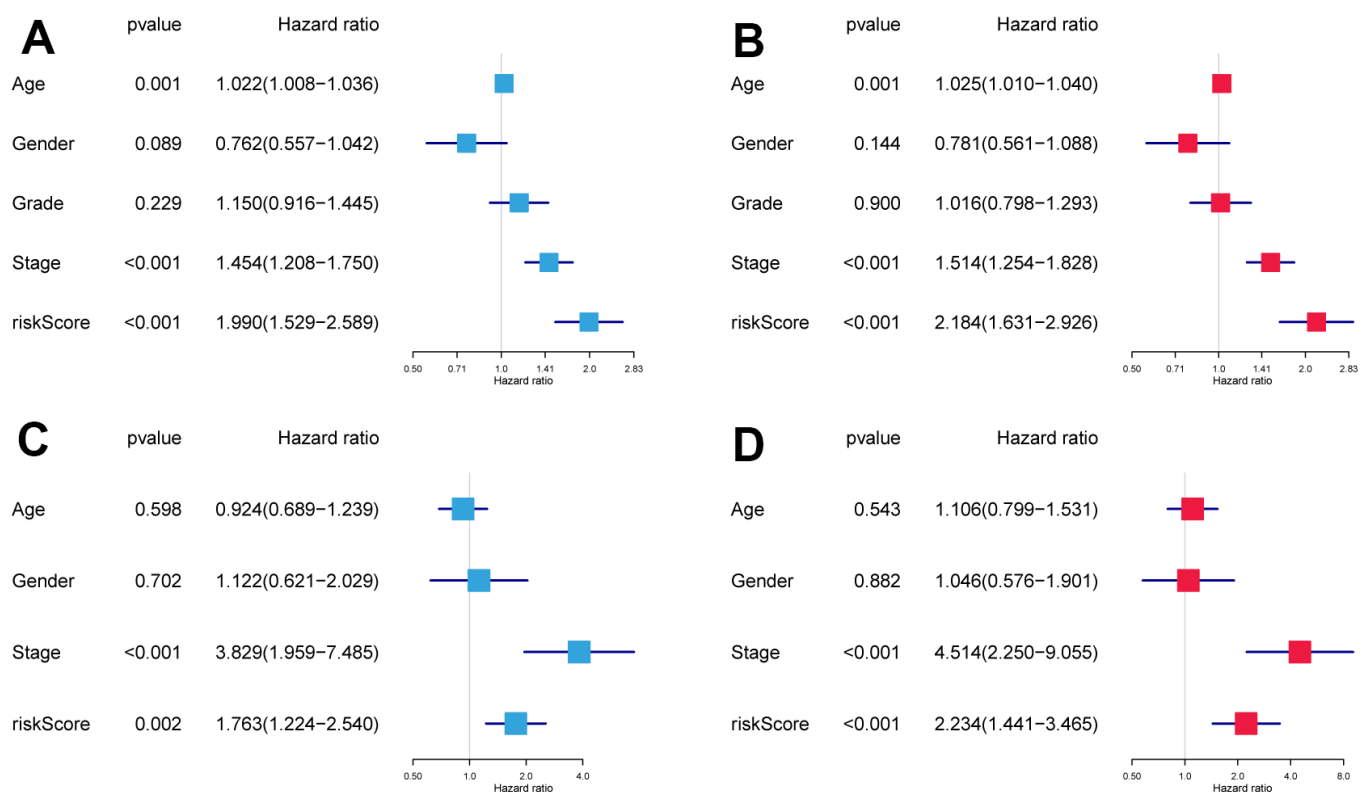 A
pvalue Hazard ratio
Age 0.001 1.022(1.008−1.036)
Gender 0.089 0.762(0.557−1.042)
Grade 0.229 1.150(0.916−1.445)
Stage <0.001 1.454(1.208−1.750)
riskScore <0.001 1.990(1.529−2.589)
0.50 0.71 1.0 1.41 2.0 2.83
Hazard ratio
B
pvalue Hazard ratio
Age 0.001 1.025(1.010−1.040)
Gender 0.144 0.781(0.561−1.088)
Grade 0.900 1.016(0.798−1.293)
Stage <0.001 1.514(1.254−1.828)
riskScore <0.001 2.184(1.631−2.926)
0.50 0.71 1.0 1.41 2.0 2.83
Hazard ratio
C
pvalue Hazard ratio
Age 0.598 0.924(0.689−1.239)
Gender 0.702 1.122(0.621−2.029)
Stage <0.001 3.829(1.959−7.485)
riskScore 0.002 1.763(1.224−2.540)
0.50 1.0 2.0 4.0
Hazard ratio
D
pvalue Hazard ratio
Age 0.543 1.106(0.799−1.531)
Gender 0.882 1.046(0.576−1.901)
Stage <0.001 4.514(2.250−9.055)
riskScore <0.001 2.234(1.441−3.465)
0.50 1.0 2.0 4.0 8.0
Hazard ratio